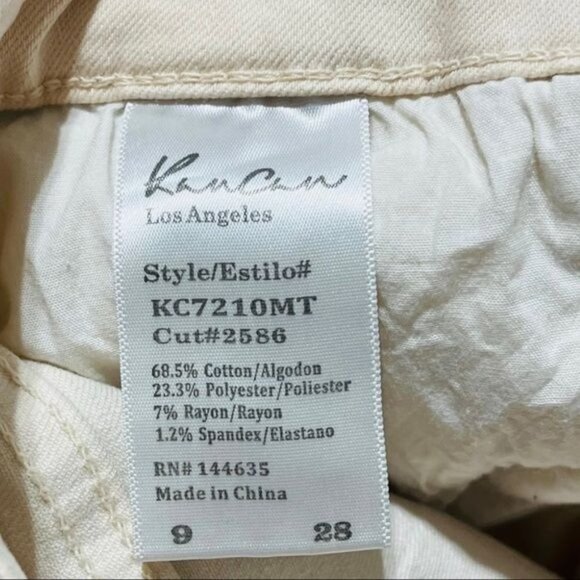 KanCan
Los Angeles
Style/Estilo#
KC7210MT
Cut#2586
68.5% Cotton/Algodon
23.3% Polyester/Poliester
7% Rayon/Rayon
1.2% Spandex/Elastano
RN# 144635
Made in China
9 28